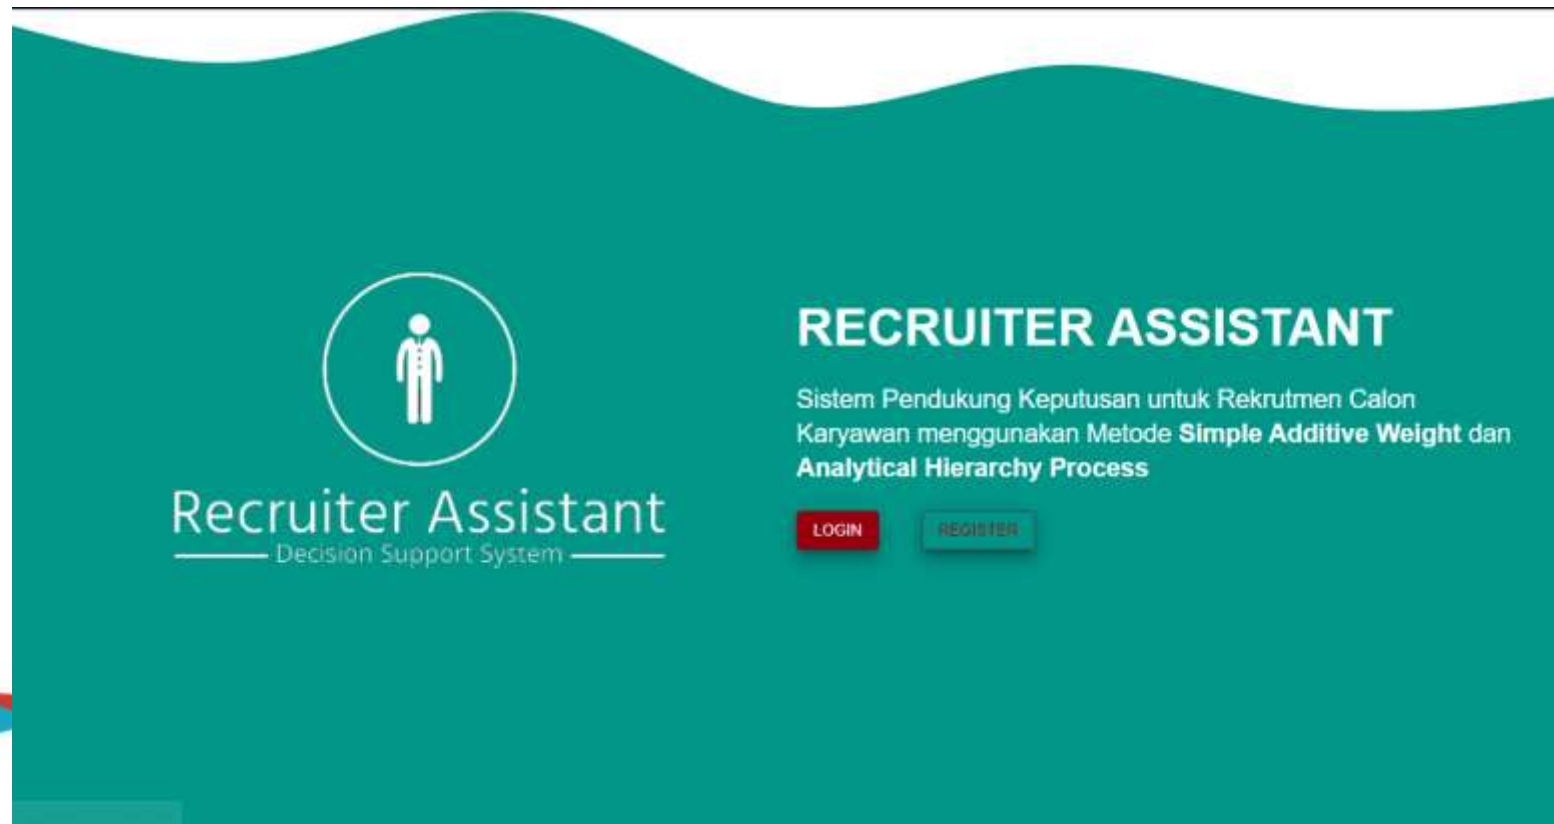 Recruiter Assistant
Decision Support System
RECRUITER ASSISTANT
Sistem Pendukung Keputusan untuk Rekrutmen Calon
Karyawan menggunakan Metode Simple Additive Weight dan
Analytical Hierarchy Process
LOGIN
REGISTER